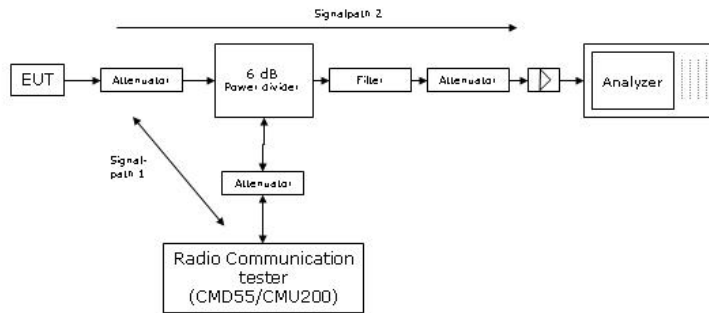 Signalpath 2
EUT
Attenuator
6 dB
Power divider
Filter
Attenuator
Analyzer
Signal-
path 1
Attenuator
Radio Communication
tester
(CMD55/CMU200)